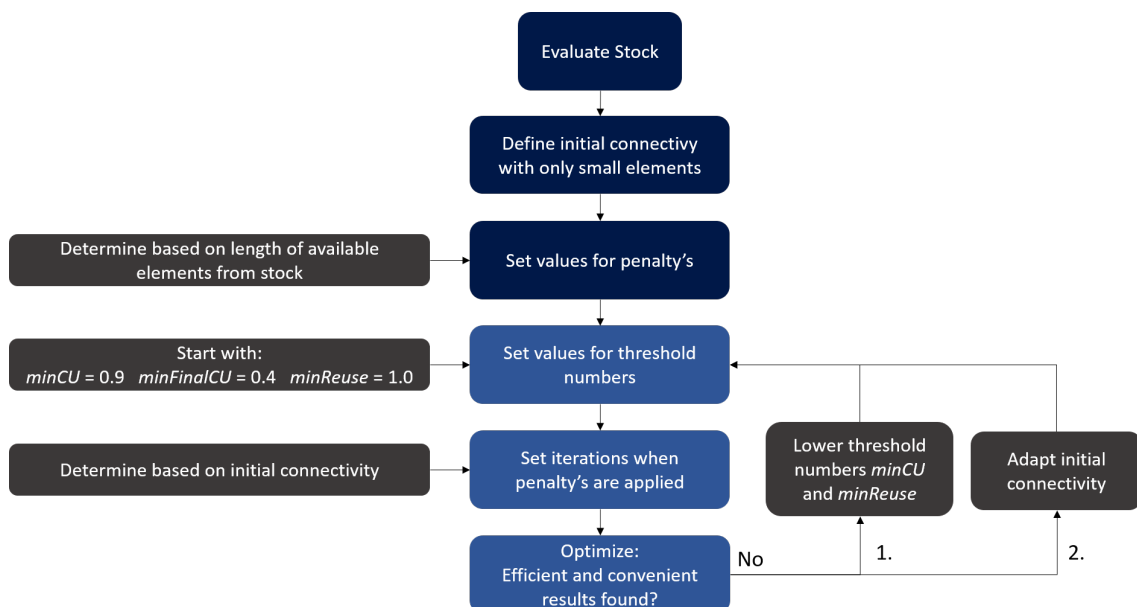 Evaluate Stock
Define initial connectivy
with only small elements
Determine based on length of available
elements from stock
Set values for penalty's
Start with:
minCU = 0.9 minFinalCU = 0.4 minReuse = 1.0
Set values for threshold
numbers
Determine based on initial connectivity
Set iterations when
penalty's are applied
Lower threshold
numbers minCU
and minReuse
Adapt initial
connectivity
Optimize:
Efficient and convenient
results found?
No
1.
2.